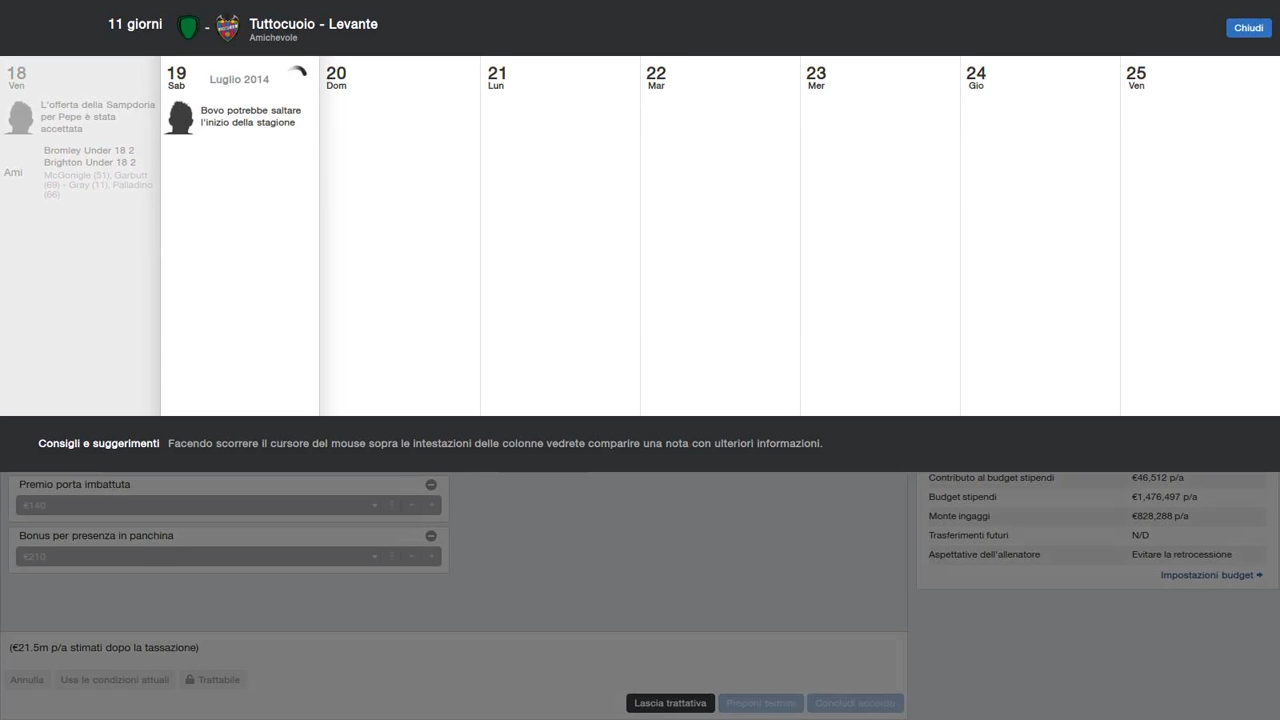 11 giorni
-
Tuttocuoio - Levante
Amichevole
Chiudi
18
Ven
L'offerta della Sampdoria
per Pepe è stata
accettata
Ami
Bromley Under 18 2
Brighton Under 18 2
McGonigle (51), Garbutt
(69) - Gray (11), Palladino
(66)
19
Sab
Luglio 2014
Bovo potrebbe saltare
l'inizio della stagione
20
Dom
21
Lun
22
Mar
23
Mer
24
Gio
25
Ven
Consigli e suggerimenti Facendo scorrere il cursore del mouse sopra le intestazioni delle colonne vedrete comparire una nota con ulteriori informazioni.
Premio porta imbattuta
€140
Bonus per presenza in panchina
€210
Contributo al budget stipendi €46,512 p/a
Budget stipendi €1,476,497 p/a
Monte ingaggi €828,288 p/a
Trasferimenti futuri N/D
Aspettative dell'allenatore Evitare la retrocessione
Impostazioni budget
(€21.5m p/a stimati dopo la tassazione)
Annulla
Usa le condizioni attuali
Trattabile
Lascia trattativa
Proponi termini
Concludi accordo